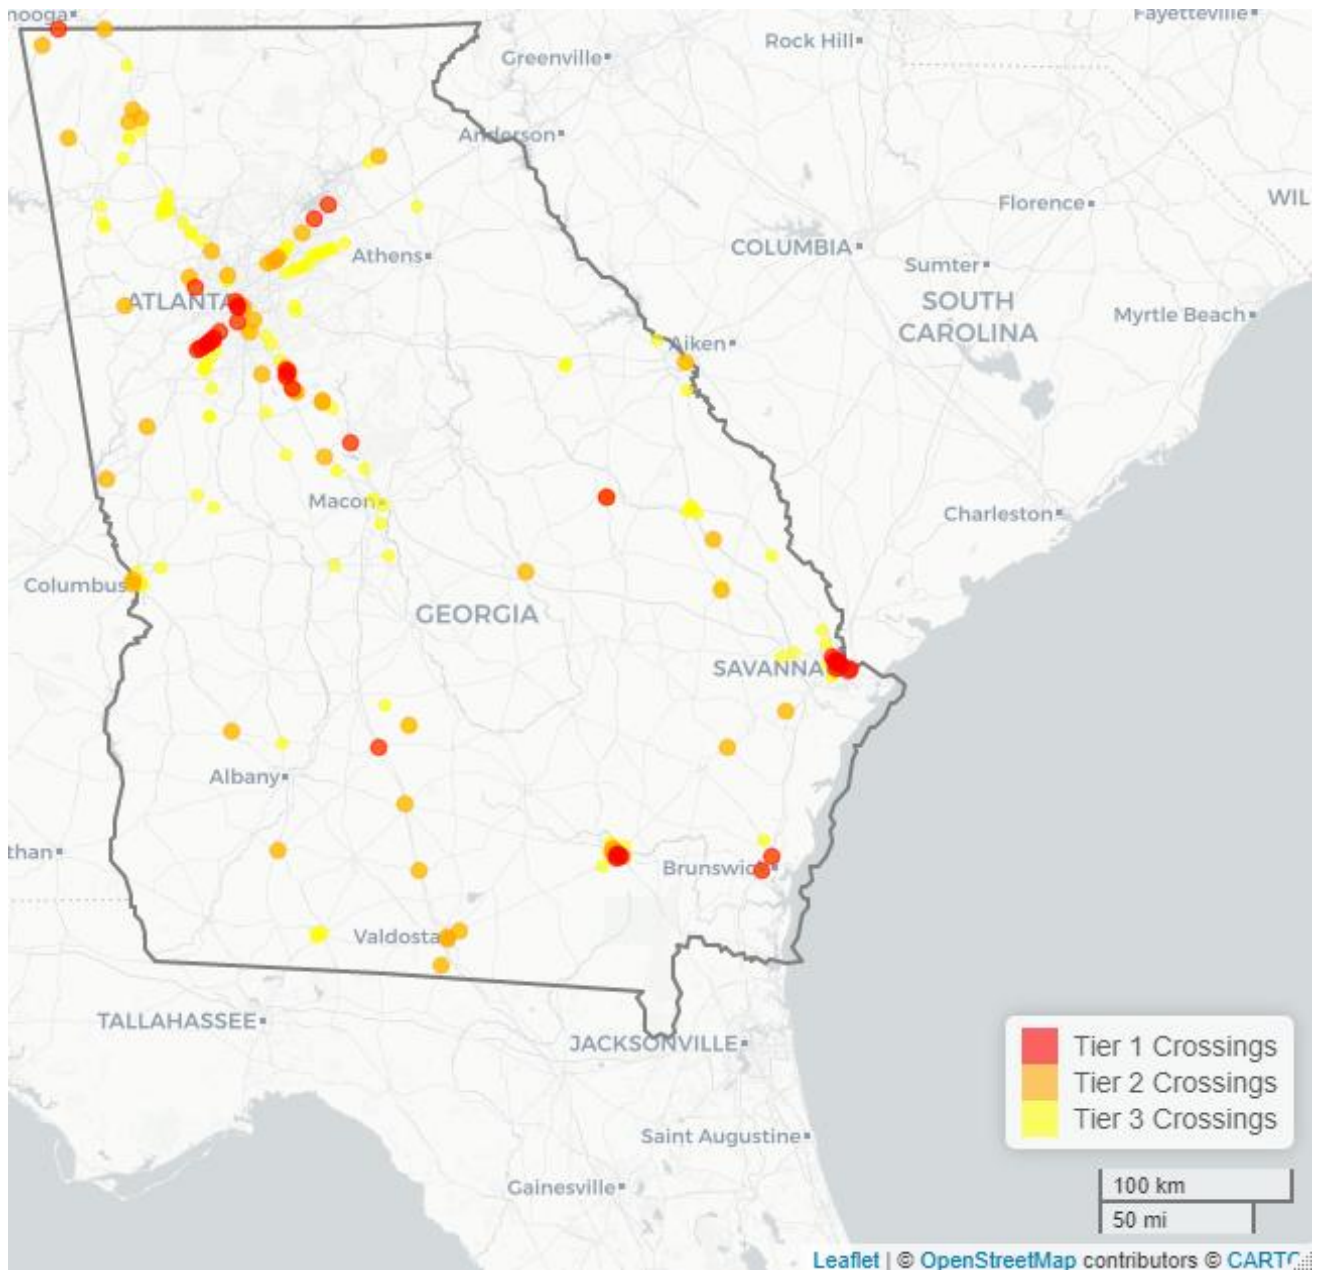 nooga
Fayetteville
Rock Hill
Greenville
Anderson
WIL
Florence
COLUMBIA
Athens
Sumter
SOUTH
CAROLINA
ATLANTA
Myrtle Beach
Aiken
Macon
Charleston
Columbus
GEORGIA
SAVANNA
Albany
than
Brunswic
Valdosta
TALLAHASSEE
JACKSONVILLE
Tier 1 Crossings
Tier 2 Crossings
Tier 3 Crossings
Saint Augustine
Gainesville
100 km
50 mi
Leaflet | © OpenStreetMap contributors © CARTO